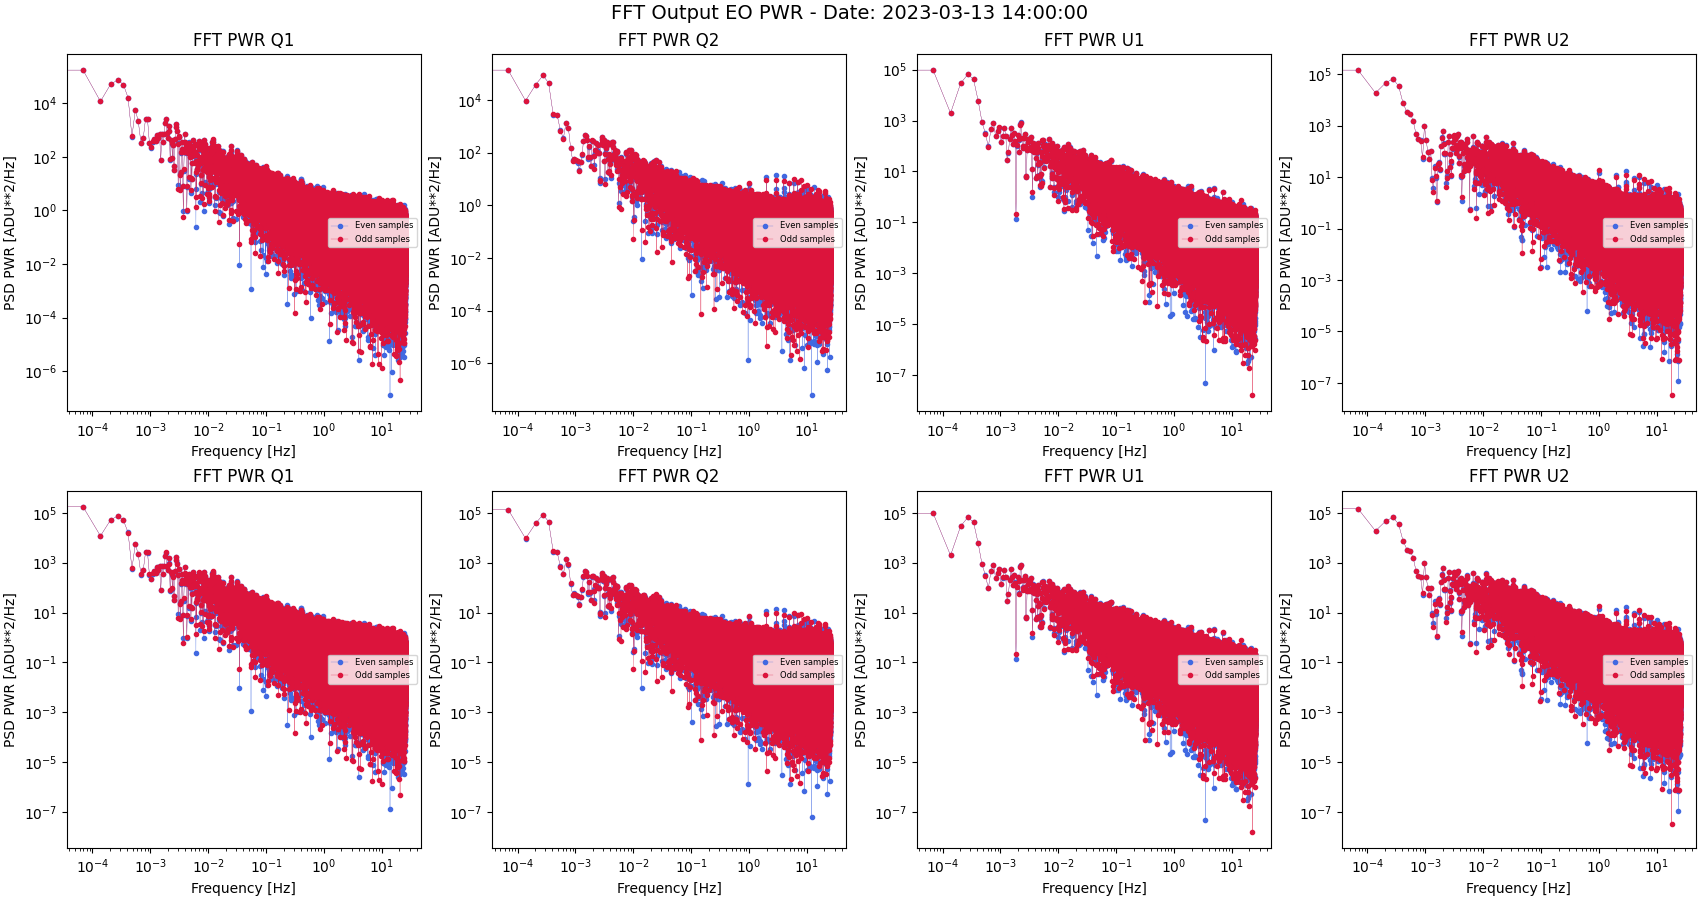 FFT Output EO PWR - Date: 2023-03-13 14:00:00
FFT PWR Q1
PSD PWR [ADU**2/Hz]
10^4
10^2
10^0
10^-2
10^-4
10^-6
Even samples
Odd samples
10^-4 10^-3 10^-2 10^-1 10^0 10^1
Frequency [Hz]
FFT PWR Q2
PSD PWR [ADU**2/Hz]
10^4
10^2
10^0
10^-2
10^-4
10^-6
Even samples
Odd samples
10^-4 10^-3 10^-2 10^-1 10^0 10^1
Frequency [Hz]
FFT PWR U1
PSD PWR [ADU**2/Hz]
10^5
10^3
10^1
10^-1
10^-3
10^-5
10^-7
Even samples
Odd samples
10^-4 10^-3 10^-2 10^-1 10^0 10^1
Frequency [Hz]
FFT PWR U2
PSD PWR [ADU**2/Hz]
10^5
10^3
10^1
10^-1
10^-3
10^-5
10^-7
Even samples
Odd samples
10^-4 10^-3 10^-2 10^-1 10^0 10^1
Frequency [Hz]
FFT PWR Q1
PSD PWR [ADU**2/Hz]
10^5
10^3
10^1
10^-1
10^-3
10^-5
10^-7
Even samples
Odd samples
10^-4 10^-3 10^-2 10^-1 10^0 10^1
Frequency [Hz]
FFT PWR Q2
PSD PWR [ADU**2/Hz]
10^5
10^3
10^1
10^-1
10^-3
10^-5
10^-7
Even samples
Odd samples
10^-4 10^-3 10^-2 10^-1 10^0 10^1
Frequency [Hz]
FFT PWR U1
PSD PWR [ADU**2/Hz]
10^5
10^3
10^1
10^-1
10^-3
10^-5
10^-7
Even samples
Odd samples
10^-4 10^-3 10^-2 10^-1 10^0 10^1
Frequency [Hz]
FFT PWR U2
PSD PWR [ADU**2/Hz]
10^5
10^3
10^1
10^-1
10^-3
10^-5
10^-7
Even samples
Odd samples
10^-4 10^-3 10^-2 10^-1 10^0 10^1
Frequency [Hz]